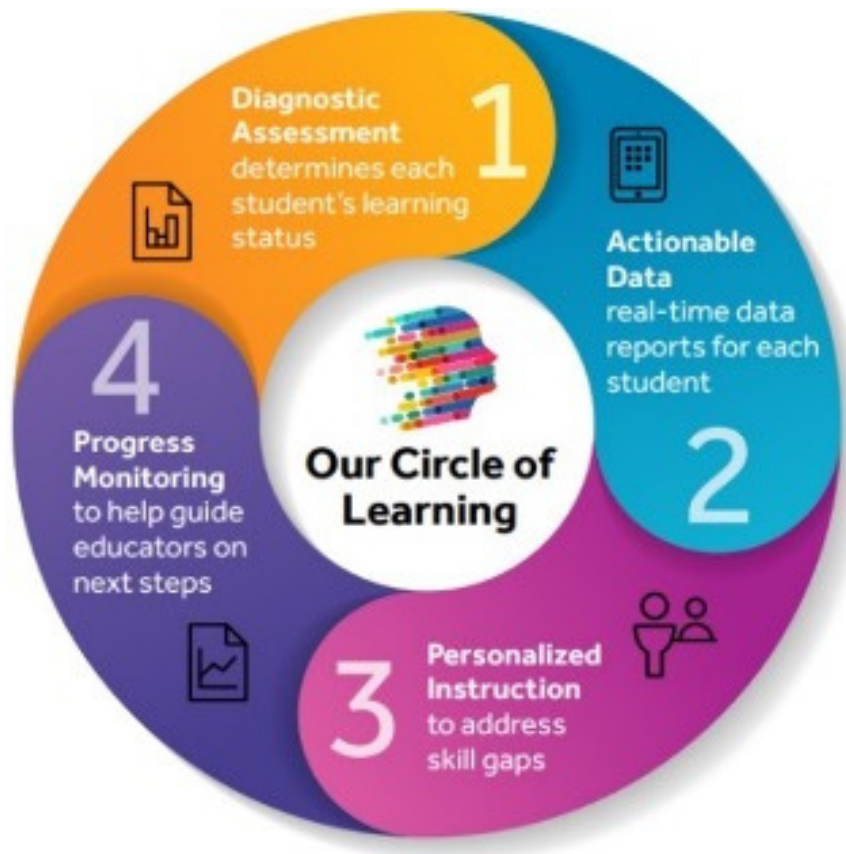 1
Diagnostic
Assessment
determines each
student's learning
status
Actionable
Data
real-time data
reports for each
student
2
3
Personalized
Instruction
to address
skill gaps
4
Progress
Monitoring
to help guide
educators on
next steps
Our Circle of
Learning